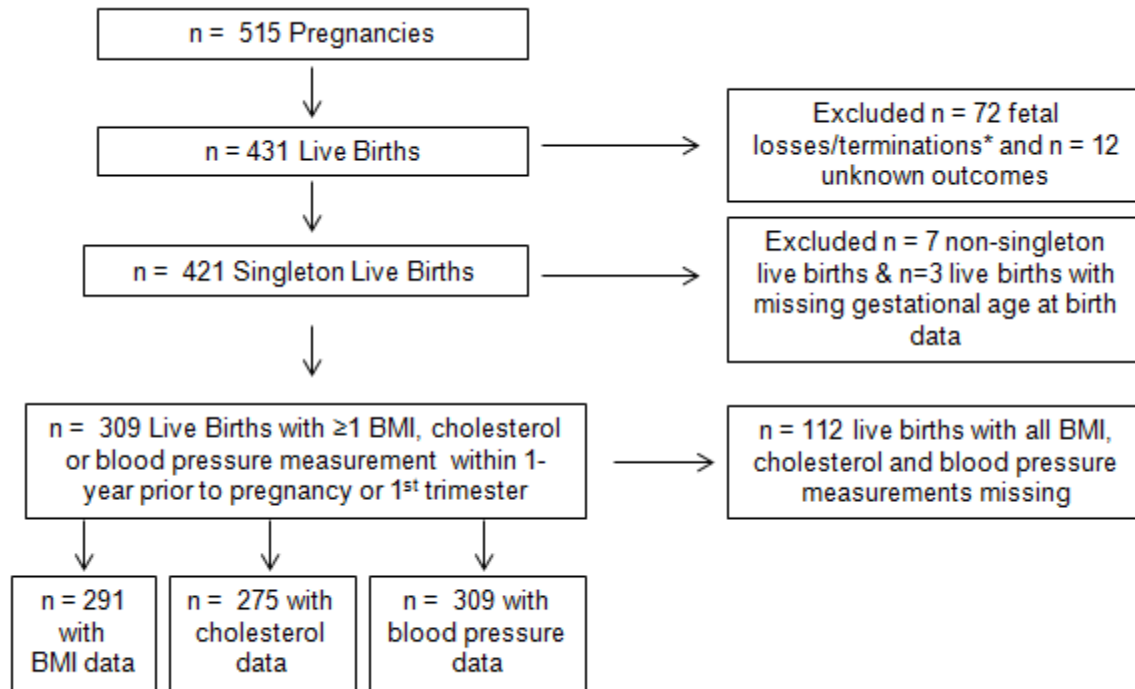 n = 515 Pregnancies
n = 431 Live Births
Excluded n = 72 fetal
losses/terminations* and n = 12
unknown outcomes
n = 421 Singleton Live Births
Excluded n = 7 non-singleton
live births & n=3 live births with
missing gestational age at birth
data
n = 309 Live Births with ≥1 BMI, cholesterol
or blood pressure measurement within 1-
year prior to pregnancy or 1st trimester
n = 112 live births with all BMI,
cholesterol and blood pressure
measurements missing
n = 291
with
BMI data
n = 275 with
cholesterol
data
n = 309 with
blood pressure
data